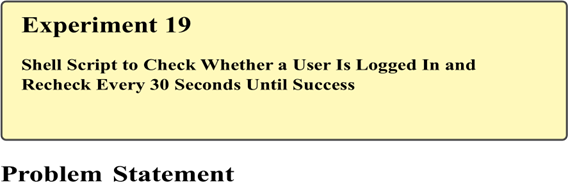 Experiment 19
Shell Script to Check Whether a User Is Logged In and
Recheck Every 30 Seconds Until Success
Problem Statement